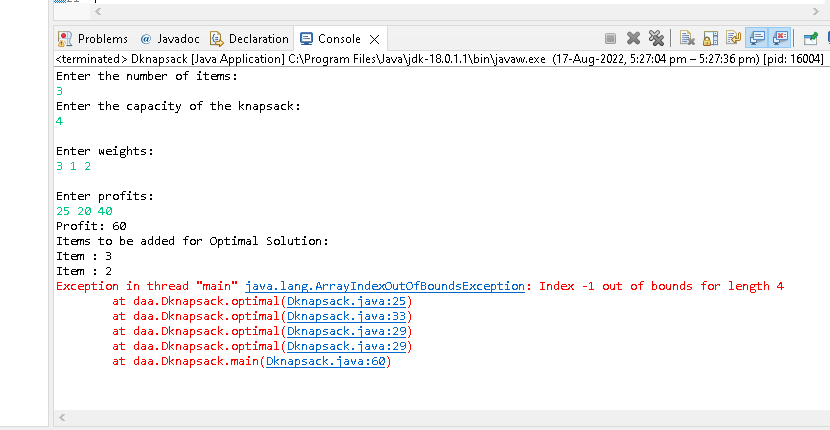 Problems @ Javadoc Declaration Console
<terminated> Dknapsack [Java Application] C:\Program Files\Java\jdk-18.0.1.1\bin\javaw.exe (17-Aug-2022, 5:27:04 pm – 5:27:36 pm) [pid: 16004]
Enter the number of items:
3
Enter the capacity of the knapsack:
4
Enter weights:
3 1 2
Enter profits:
25 20 40
Profit: 60
Items to be added for Optimal Solution:
Item : 3
Item : 2
Exception in thread "main" java.lang.ArrayIndexOutOfBoundsException: Index -1 out of bounds for length 4
at daa.Dknapsack.optimal(Dknapsack.java:25)
at daa.Dknapsack.optimal(Dknapsack.java:33)
at daa.Dknapsack.optimal(Dknapsack.java:29)
at daa.Dknapsack.optimal(Dknapsack.java:29)
at daa.Dknapsack.main(Dknapsack.java:60)